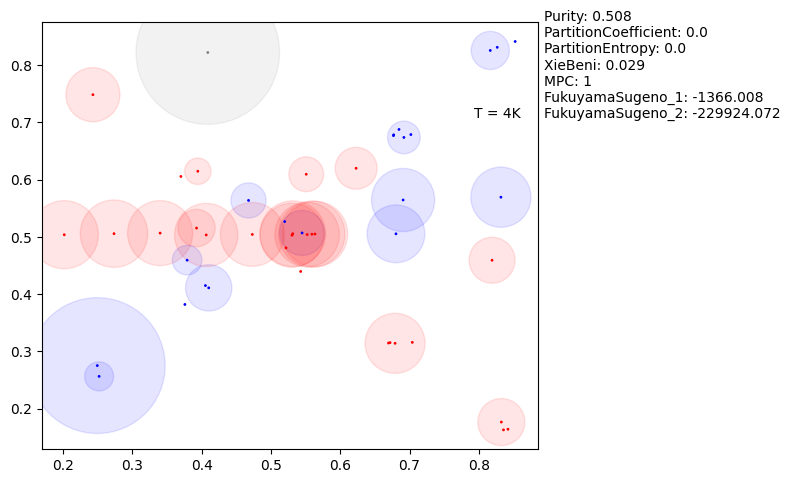 Purity: 0.508
PartitionCoefficient: 0.0
PartitionEntropy: 0.0
XieBeni: 0.029
MPC: 1
FukuyamaSugeno_1: -1366.008
FukuyamaSugeno_2: -229924.072
T = 4K
0.8
0.7
0.6
0.5
0.4
0.3
0.2
0.2 0.3 0.4 0.5 0.6 0.7 0.8